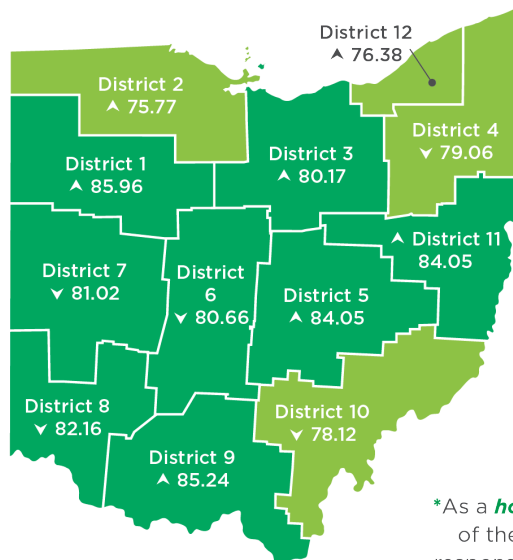 District 12
76.38
District 2
75.77
District 4
79.06
District 3
80.17
District 1
85.96
District 11
84.05
District 7
81.02
District
6
80.66
District 5
84.05
District 8
82.16
District 10
78.12
District 9
85.24
*As a
of the